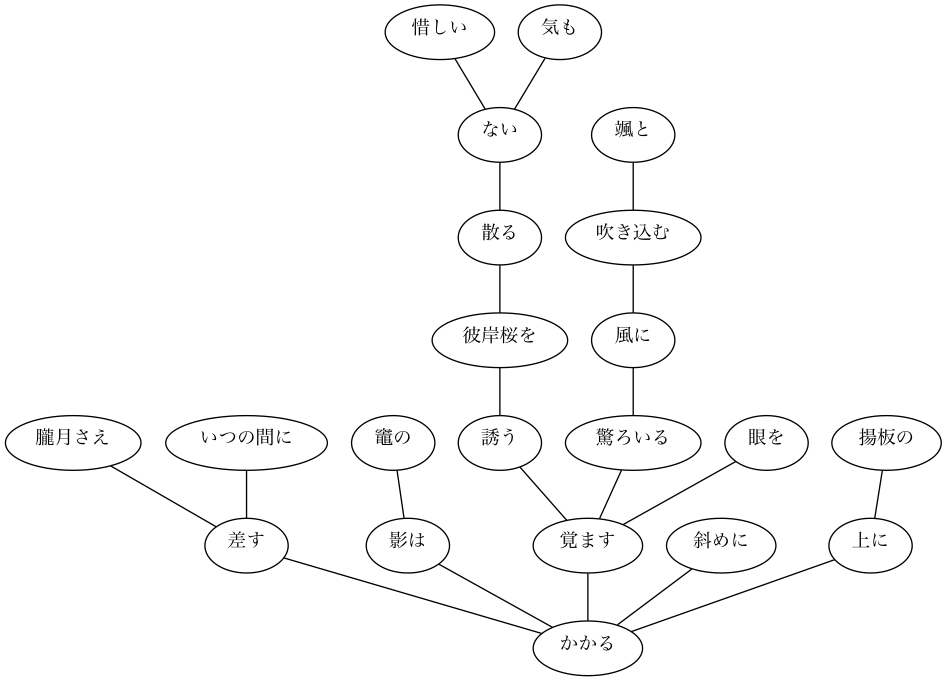 惜しい 気も
ない 颯と
散る 吹き込む
彼岸桜を 風に
朧月さえ いつの間に 竈の 誘う 驚ろいる 眼を 揚板の
差す 影は 覚ます 斜めに 上に
かかる